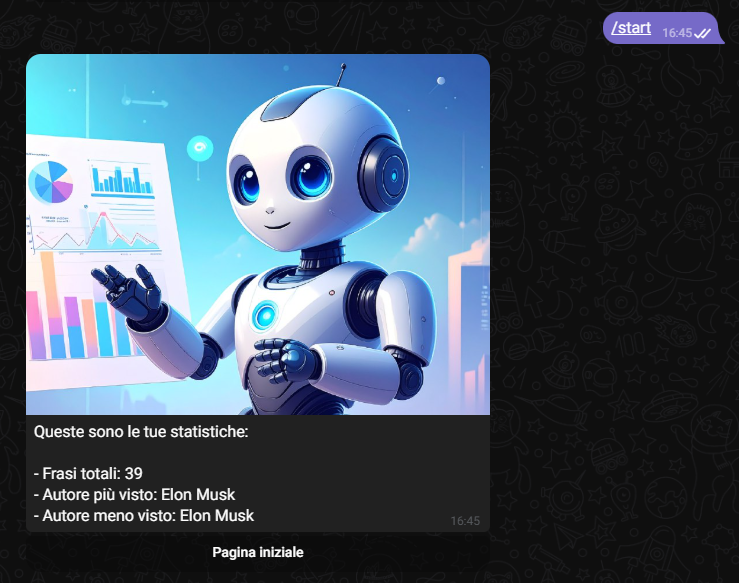 /start
16:45
Queste sono le tue statistiche:
- Frasi totali: 39
- Autore più visto: Elon Musk
- Autore meno visto: Elon Musk
16:45
Pagina iniziale